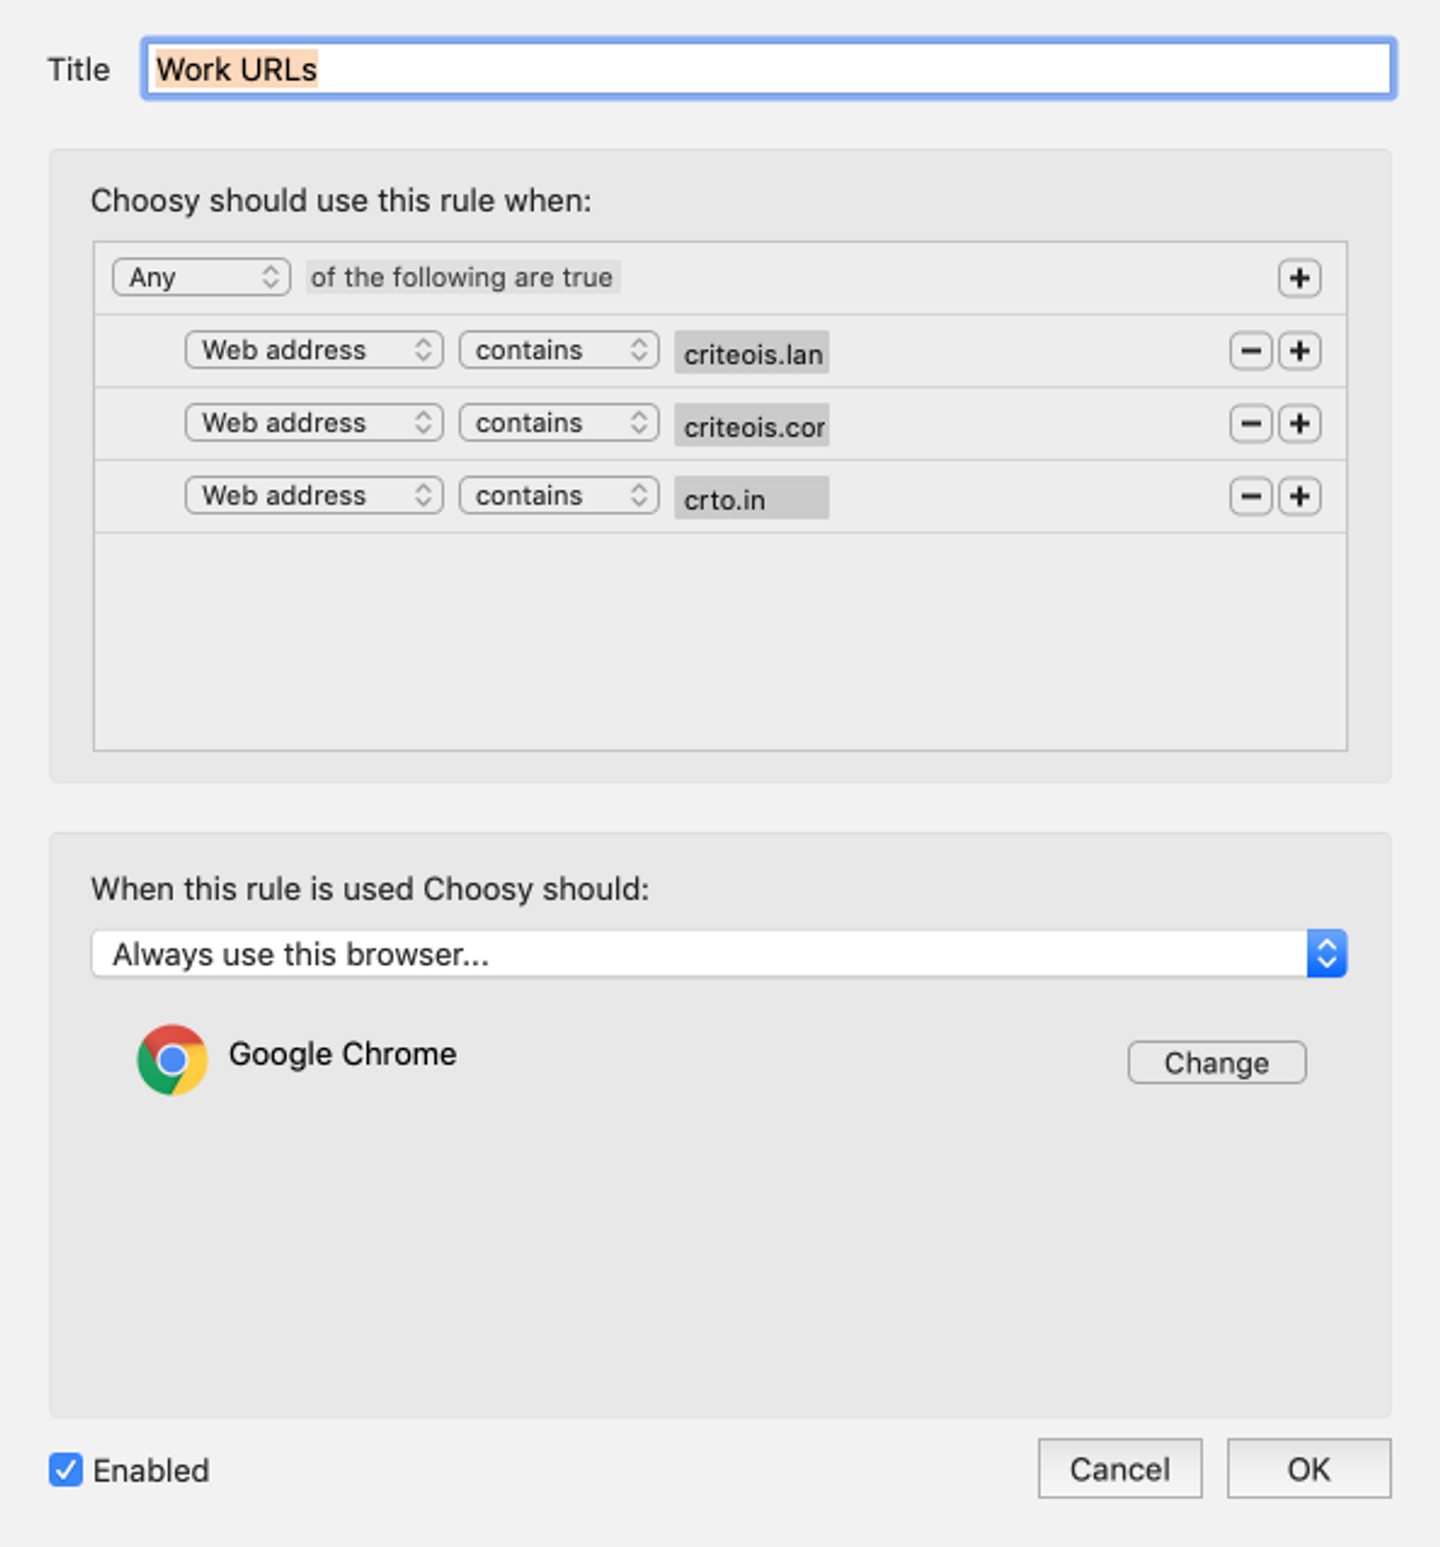 Title Work URLs
Choosy should use this rule when:
Any of the following are true
Web address contains criteois.lan
Web address contains criteois.cor
Web address contains crto.in
When this rule is used Choosy should:
Always use this browser...
Google Chrome Change
Enabled Cancel OK